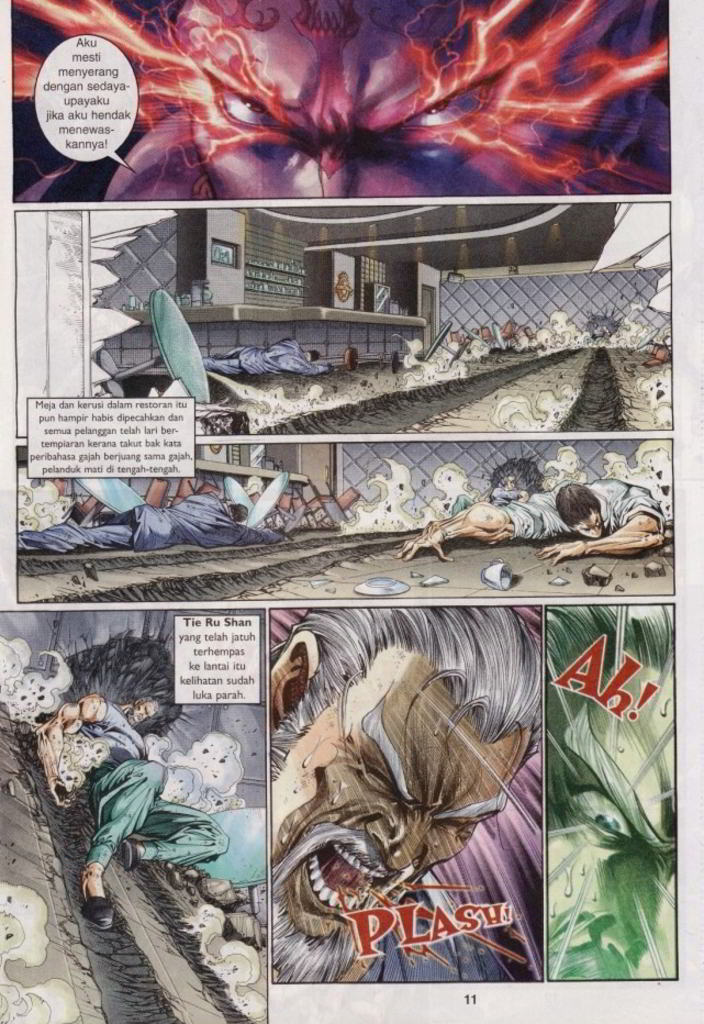 Aku
mesti
menyerang
dengan sedaya-
upayaku
jika aku hendak
menewas-
kannya!
Meja dan kerusi dalam restoran itu
pun hampir habis dipecahkan dan
semua pelanggan telah lari ber-
tempiaran kerana takut bak kata
peribahasa gajah berjuang sama gajah,
pelanduk mati di tengah-tengah.
Tie Ru Shan
yang telah jatuh
terhempas
ke lantai itu
kelihatan sudah
luka parah.
PLASH!
Ah!
11